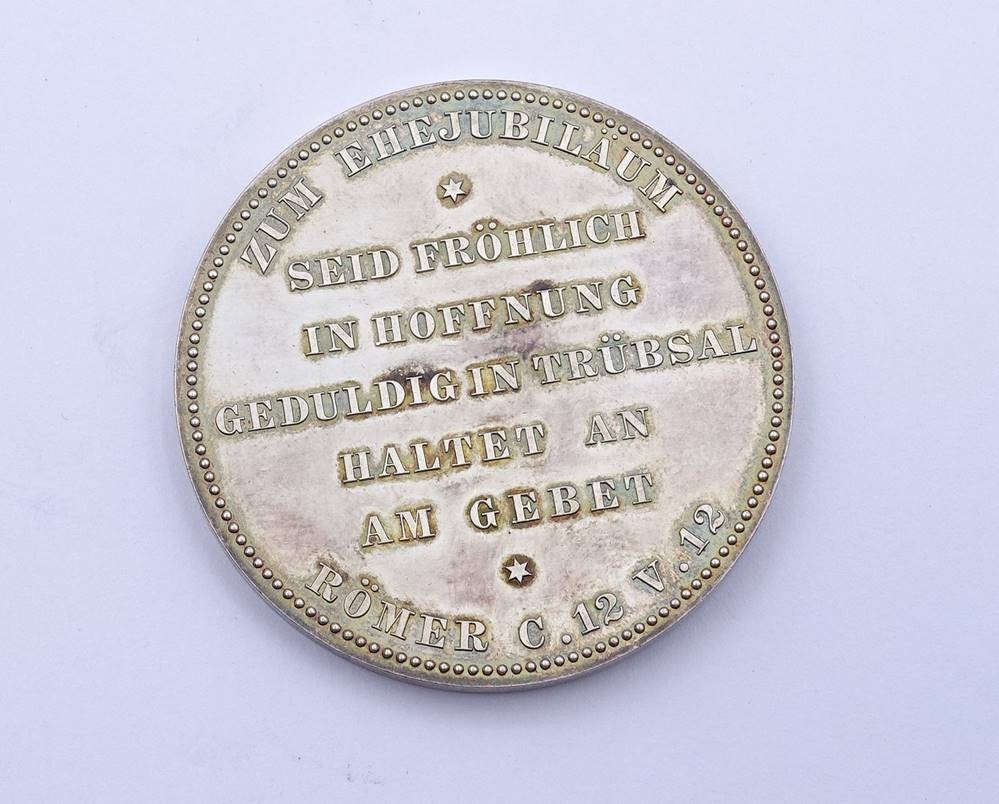 ZUM EHEJUBILÄUM
SEID FRÖHLICH
IN HOFFNUNG
GEDULDIG IN TRÜBSAL
HALTET AN
AM GEBET
RÖMER C. 12 V. 12